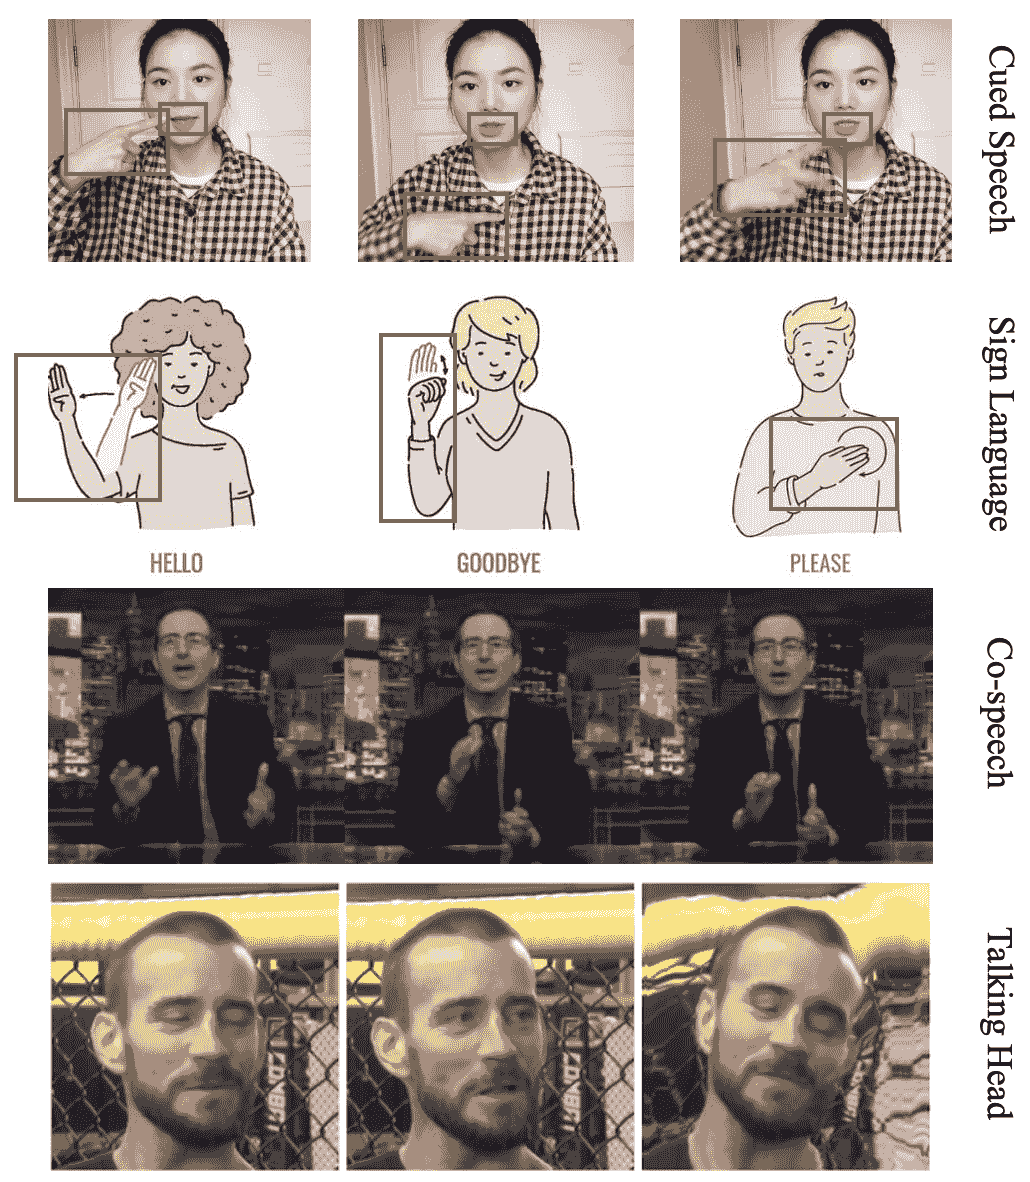 Cued Speech
Sign Language
HELLO
GOODBYE
PLEASE
Co-speech
Talking Head